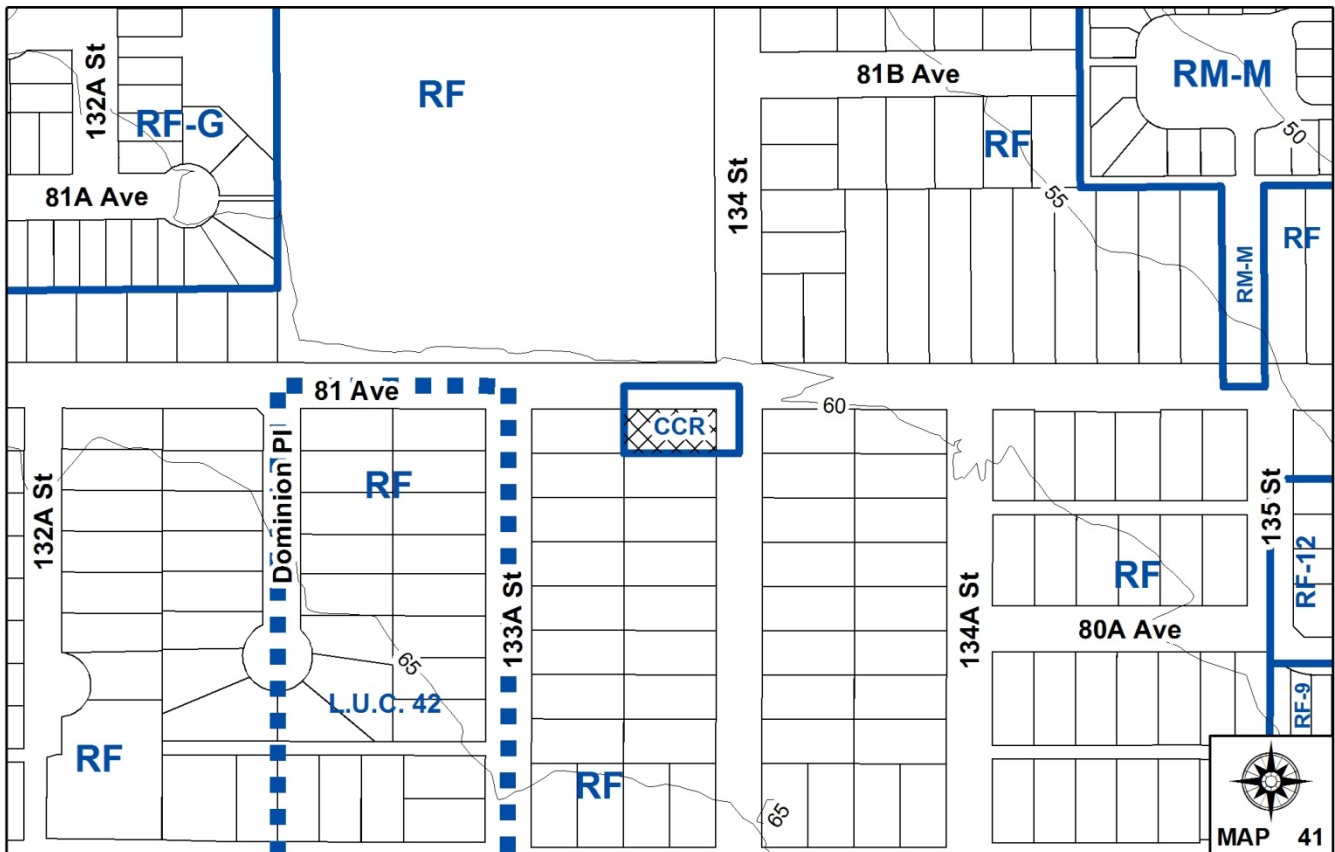 132A St
RF-G
81A Ave
RF
134 St
81B Ave
RF
RM-M
50
55
RF
RM-M
81 Ave
CCR
60
132A St
Dominion Pl
RF
133A St
134A St
135 St
RF-12
RF
80A Ave
65
L.U.C. 42
RF-9
RF
RF
65
MAP 41